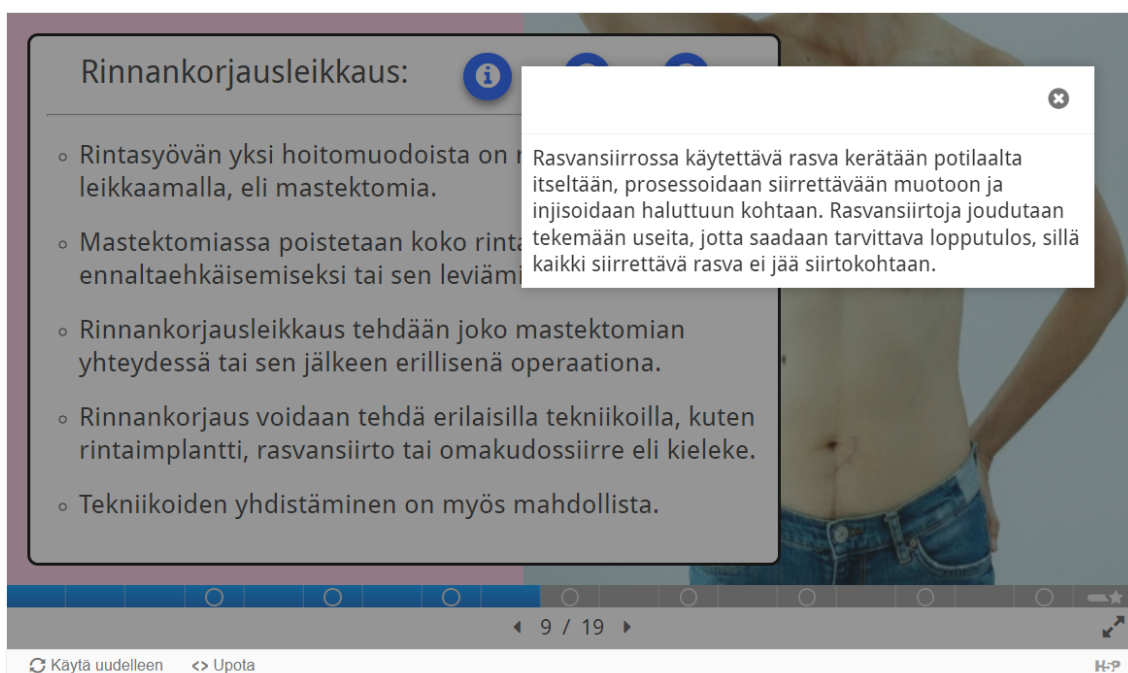 Rinnankorjausleikkaus:
Rintasyövän yksi hoitomuodoista on
leikkaamalla, eli mastektomia.
Mastektomiassa poistetaan koko
ennaltaehkäisemiseksi tai sen
Rinnankorjausleikkaus tehdään joko mastektomian
yhteydessä tai sen jälkeen erillisenä operaationa.
Rinnankorjaus voidaan tehdä erilaisilla tekniikoilla, kuten
rintaimplantti, rasvansiirto tai omakudossiirre eli kieleke.
Tekniikoiden yhdistäminen on myös mahdollista.
Rasvansiirrossa käytettävä rasva kerätään potilaalta
itseltään, prosessoidaan siirrettävään muotoon ja
injisoidaan haluttuun kohtaan. Rasvansiirtoja joudutaan
tekemään useita, jotta saadaan tarvittava lopputulos, sillä
kaikki siirrettävä rasva ei jää siirtokohtaan.
9 / 19
Käytä uudelleen <> Upota
H5P